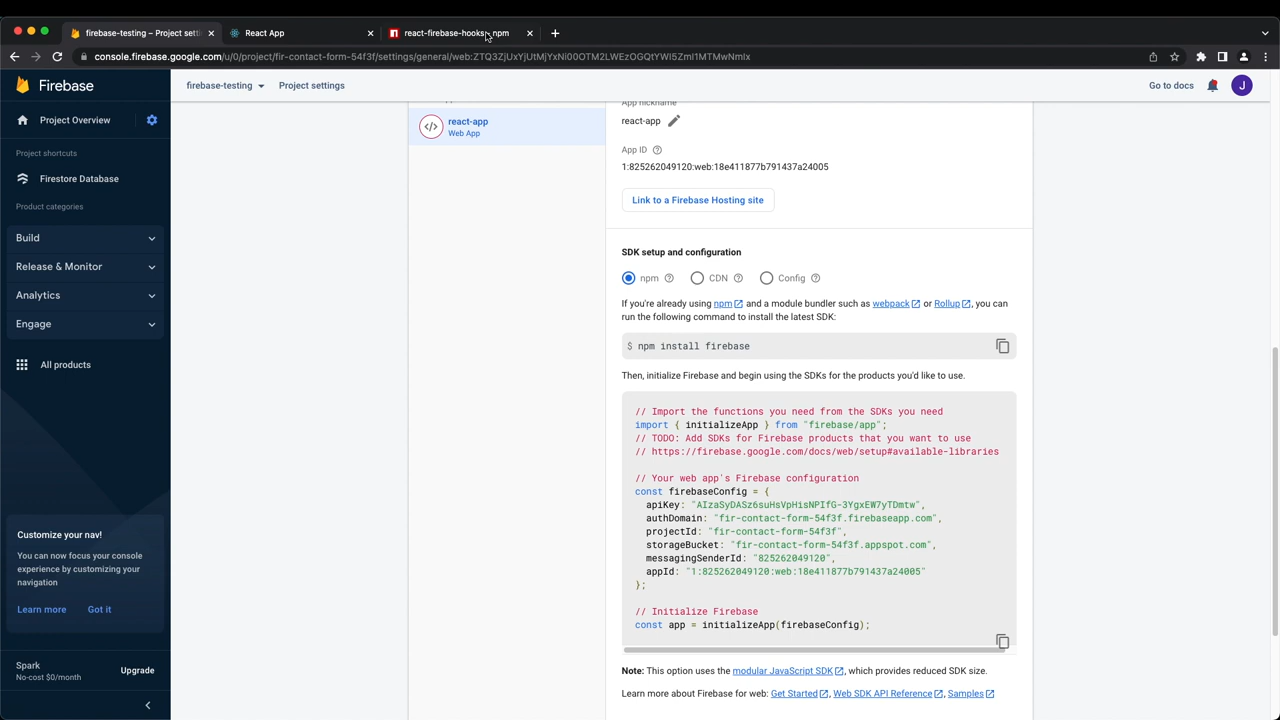 firebase-testing – Project setti
React App
react-firebase-hooks - npm
console.firebase.google.com/u/0/project/fir-contact-form-54f3f/settings/general/web:ZTQ3ZjUxYjUtMjYxNi00OTM2LWEzOGQtYWI5ZmI1MTMwNmIx
Firebase
firebase-testing
Project settings
Go to docs
J
Project Overview
Project shortcuts
Firestore Database
Product categories
Build
Release & Monitor
Analytics
Engage
All products
Customize your nav!
You can now focus your console
experience by customizing your
navigation
Learn more
Got it
Spark
No-cost $0/month
Upgrade
react-app
Web App
App nickname
react-app
App ID
1:825262049120:web:18e411877b791437a24005
Link to a Firebase Hosting site
SDK setup and configuration
npm
CDN
Config
If you're already using npm and a module bundler such as webpack or Rollup, you can
run the following command to install the latest SDK:
$ npm install firebase
Then, initialize Firebase and begin using the SDKs for the products you'd like to use.
// Import the functions you need from the SDKs you need
import { initializeApp } from "firebase/app";
// TODO: Add SDKs for Firebase products that you want to use
// https://firebase.google.com/docs/web/setup#available-libraries
// Your web app's Firebase configuration
const firebaseConfig = {
apiKey: "AIzaSyDASz6suHsVpHisNPIfG-3YgxEW7yTDmtw",
authDomain: "fir-contact-form-54f3f.firebaseapp.com",
projectId: "fir-contact-form-54f3f",
storageBucket: "fir-contact-form-54f3f.appspot.com",
messagingSenderId: "825262049120",
appId: "1:825262049120:web:18e411877b791437a24005"
};
// Initialize Firebase
const app = initializeApp(firebaseConfig);
Note: This option uses the modular JavaScript SDK, which provides reduced SDK size.
Learn more about Firebase for web: Get Started, Web SDK API Reference, Samples